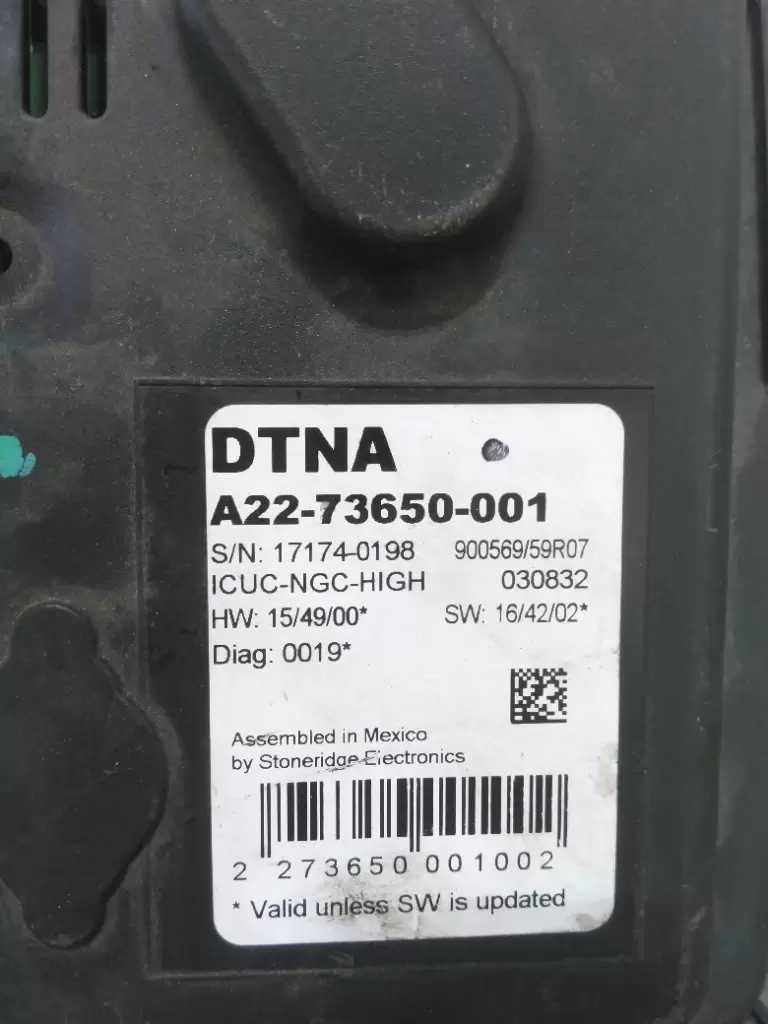 DTNA
A22-73650-001
S/N: 17174-0198 900569/59R07
ICUC-NGC-HIGH 030832
HW: 15/49/00* SW: 16/42/02*
Diag: 0019*
Assembled in Mexico
by Stoneridge Electronics
2 273650 001002
* Valid unless SW is updated